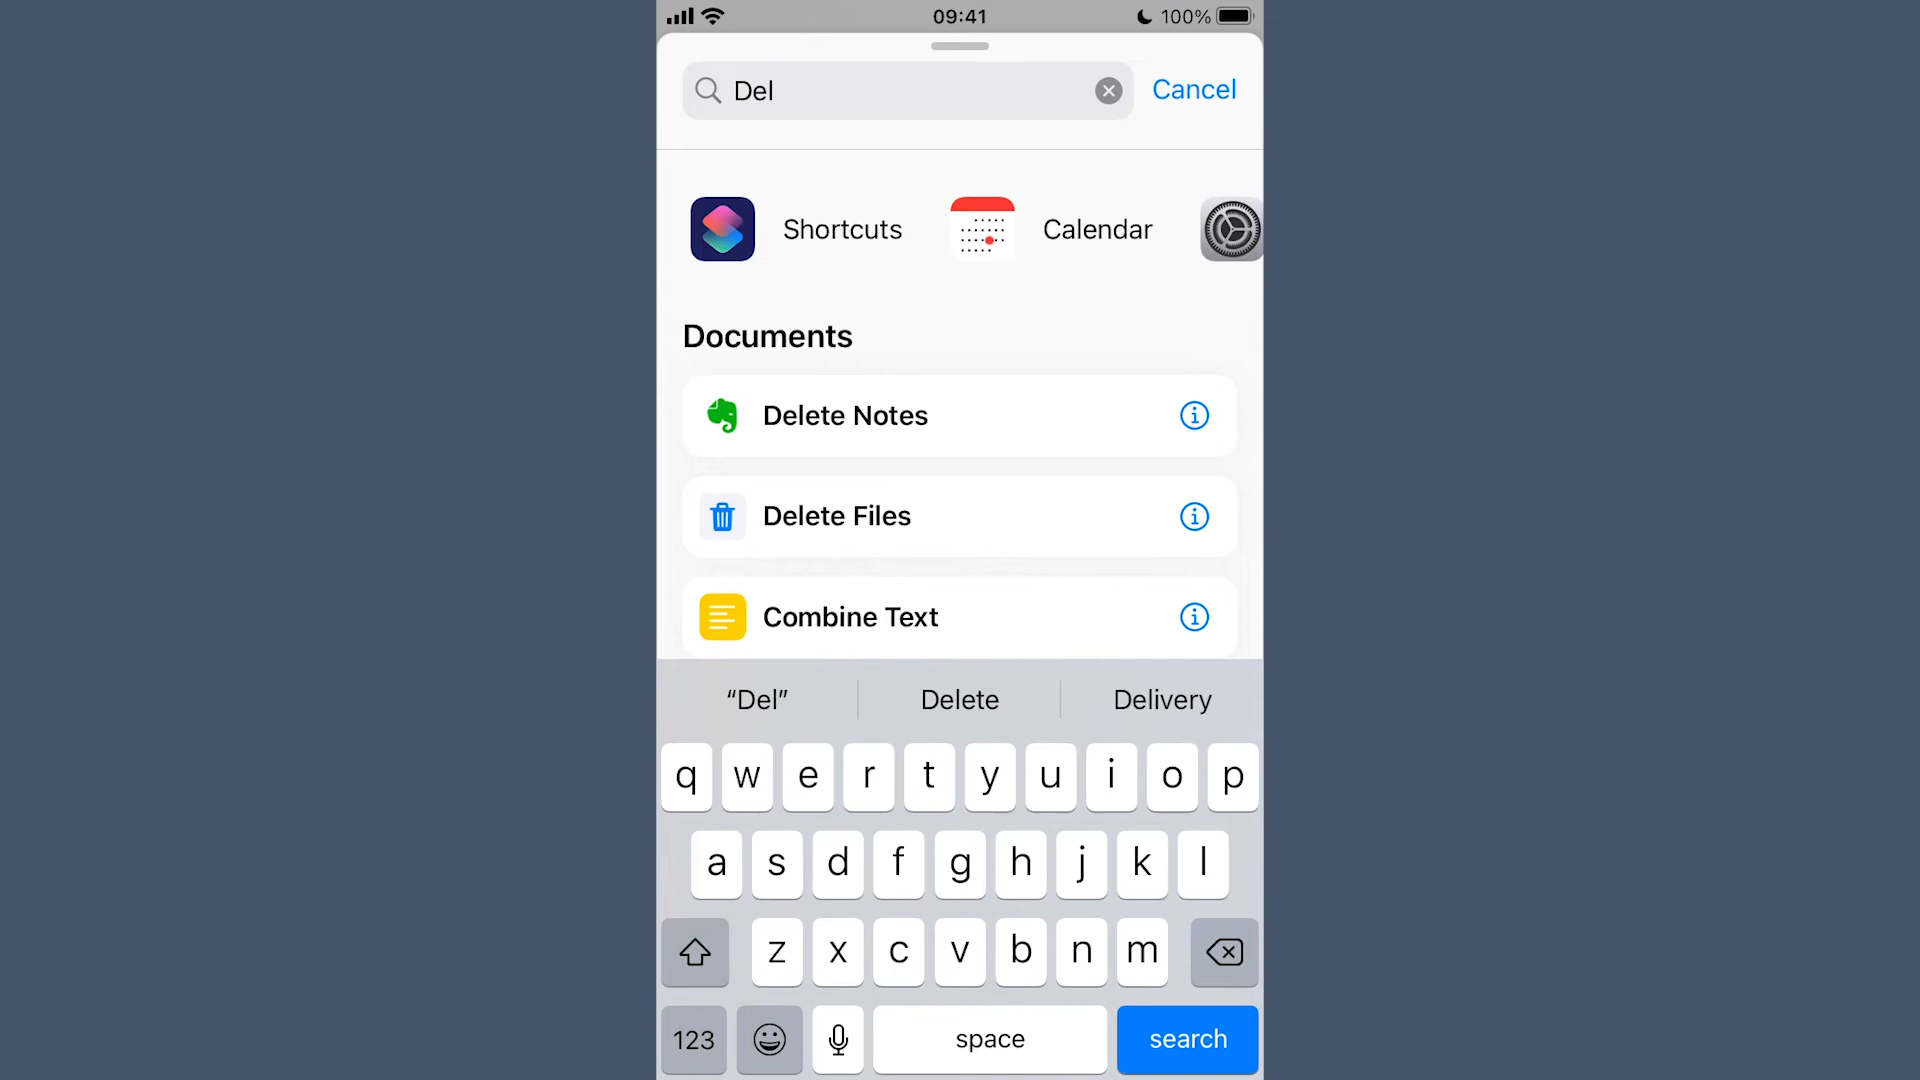 09:41
100%
Del
Cancel
Shortcuts
Calendar
Documents
Delete Notes
Delete Files
Combine Text
“Del”
Delete
Delivery
q w e r t y u i o p
a s d f g h j k l
z x c v b n m
123
space
search